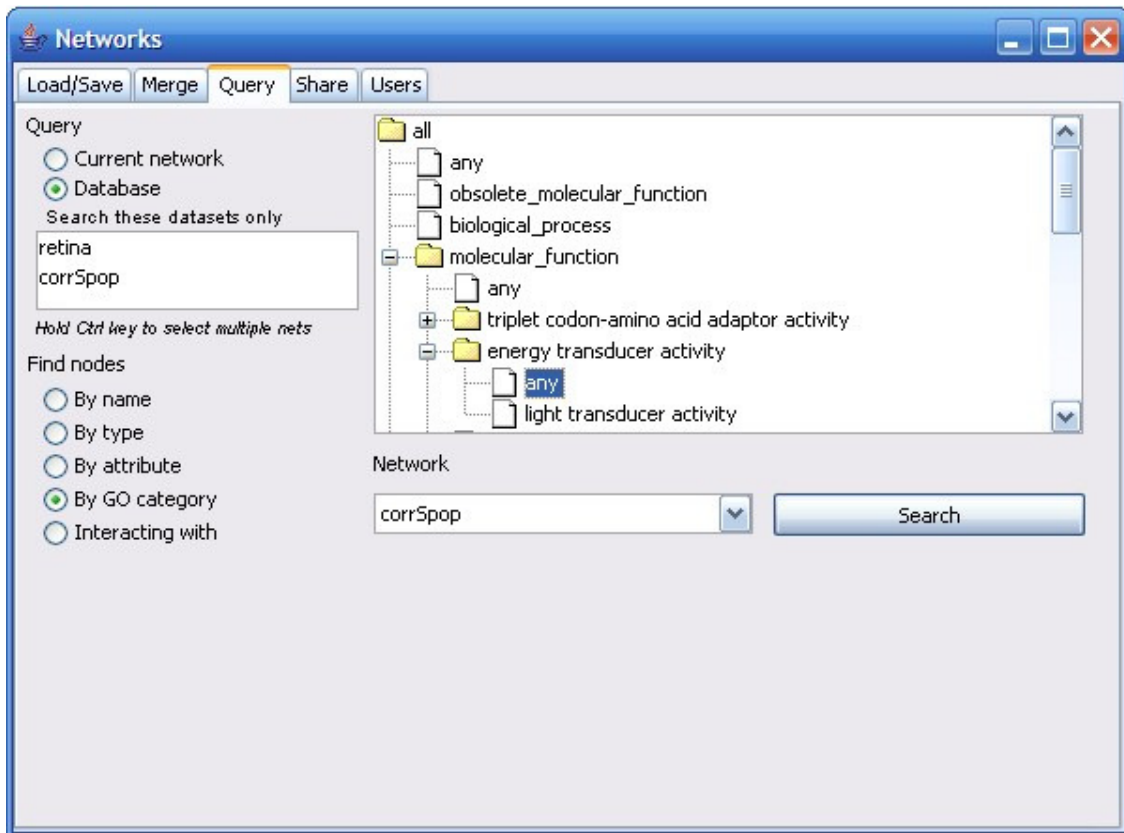 Networks
Load/Save Merge Query Share Users
Query
Current network
Database
Search these datasets only
retina
corrSpop
Hold Ctrl key to select multiple nets
Find nodes
By name
By type
By attribute
By GO category
Interacting with
all
any
obsolete_molecular_function
biological_process
molecular_function
any
triplet codon-amino acid adaptor activity
energy transducer activity
any
light transducer activity
Network
corrSpop
Search